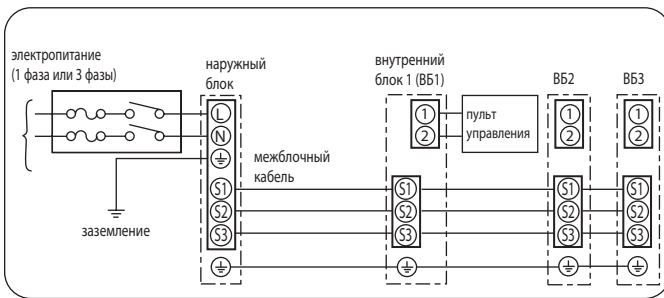 электропитание
(1 фаза или 3 фазы)
наружный
блок
внутренний
блок 1 (ВБ1)
ВБ2
ВБ3
L
N
1
2
пульт
управления
1
2
1
2
межблочный
кабель
заземление
S1
S2
S3
S1
S2
S3
S1
S2
S3
S1
S2
S3